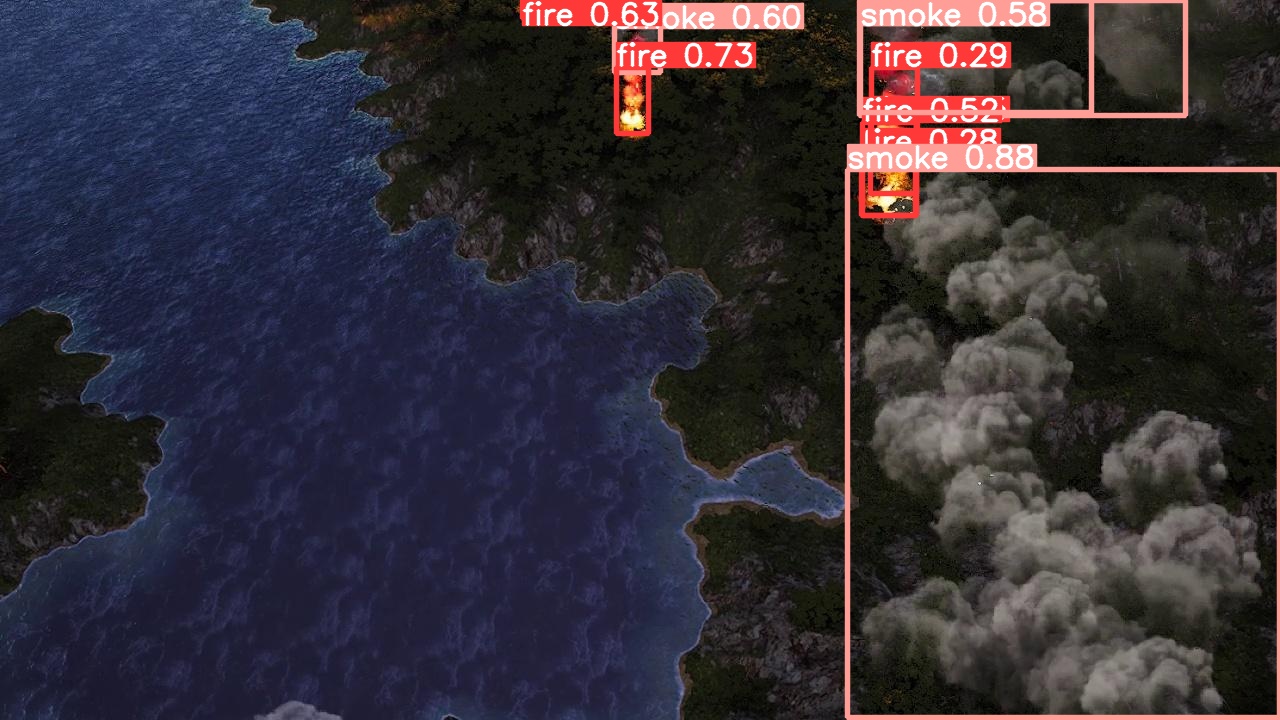 fire 0.63
oke 0.60
fire 0.73
smoke 0.58
fire 0.29
fire 0.52
fire 0.28
smoke 0.88